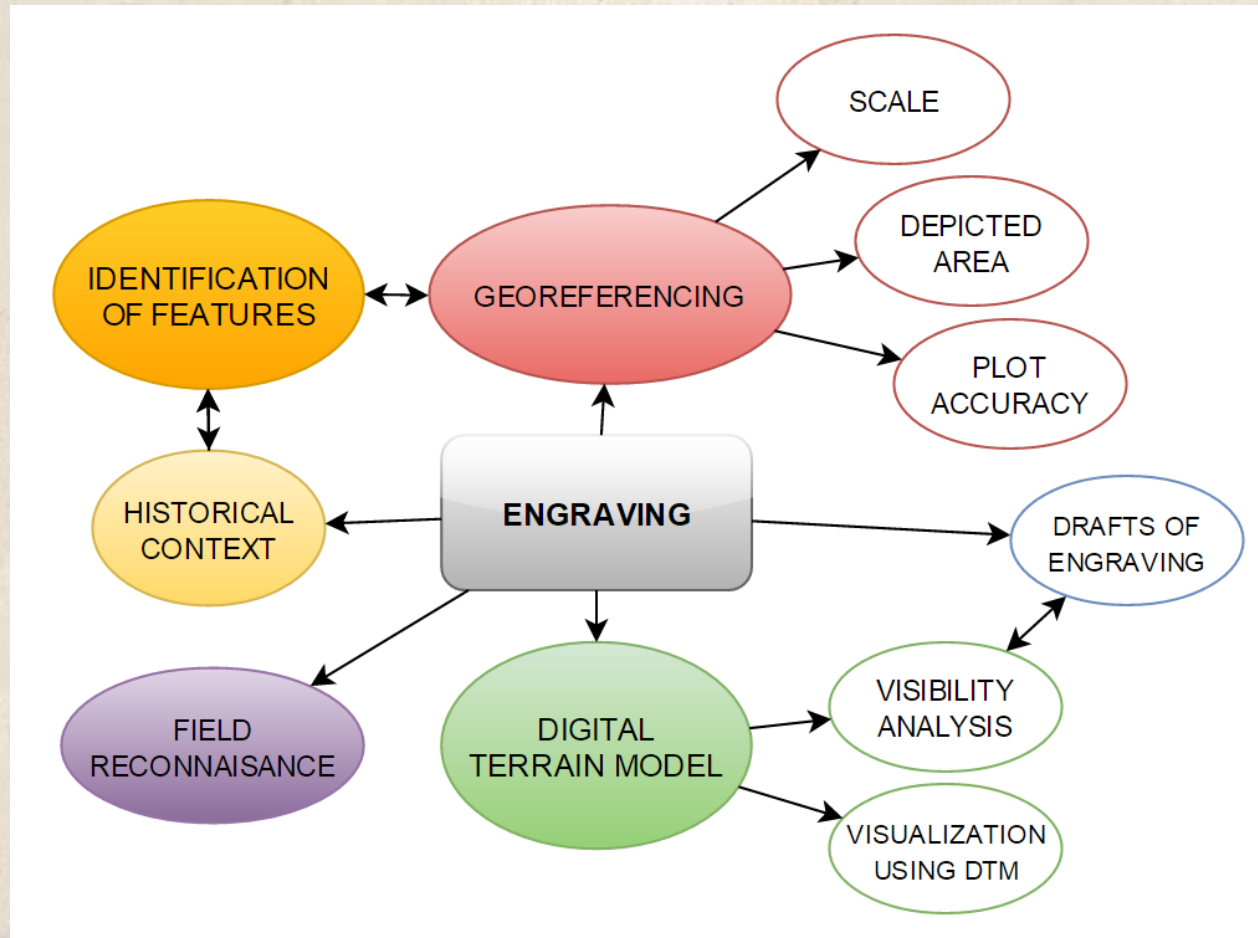 SCALE
DEPICTED
AREA
IDENTIFICATION
OF FEATURES
GEOREFERENCING
PLOT
ACCURACY
HISTORICAL
CONTEXT
ENGRAVING
DRAFTS OF
ENGRAVING
FIELD
RECONNAISANCE
DIGITAL
TERRAIN MODEL
VISIBILITY
ANALYSIS
VISUALIZATION
USING DTM